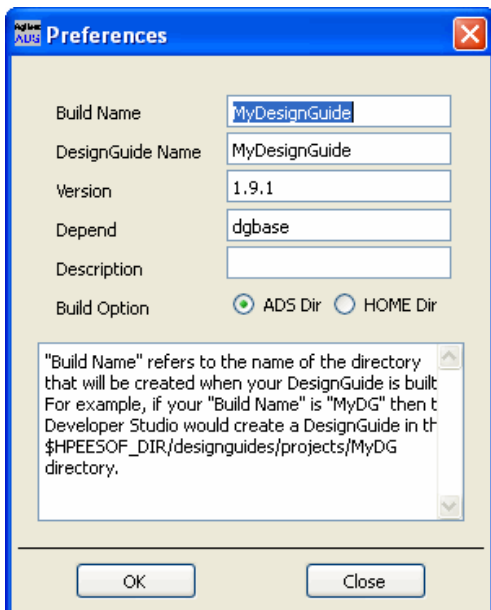 Agilent
ADS Preferences
Build Name MyDesignGuide
DesignGuide Name MyDesignGuide
Version 1.9.1
Depend dgbase
Description
Build Option ADS Dir HOME Dir
"Build Name" refers to the name of the directory
that will be created when your DesignGuide is built
For example, if your "Build Name" is "MyDG" then t
Developer Studio would create a DesignGuide in th
$HPEESOF_DIR/designguides/projects/MyDG
directory.
OK Close